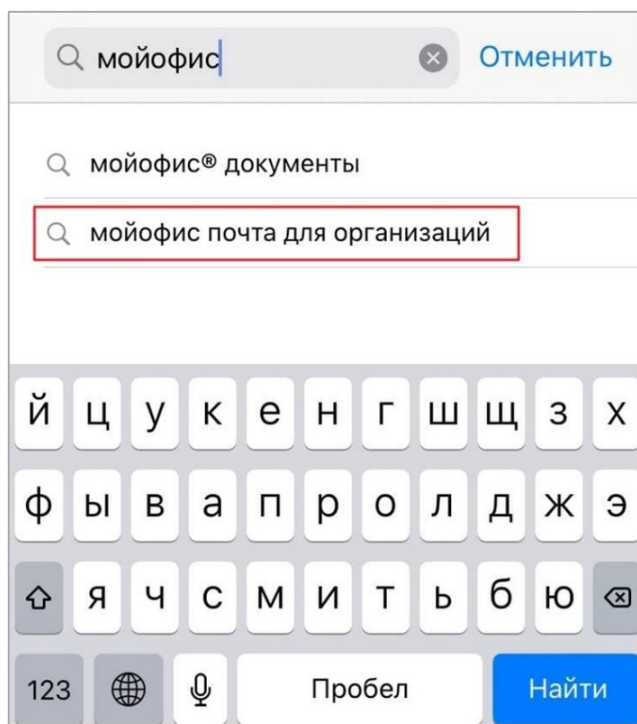 мойофис Отменить
мойофис® документы
мойофис почта для организаций
й ц у к е н г ш щ з х
ф ы в а п р о л д ж э
я ч с м и т ь б ю
123 Пробел Найти